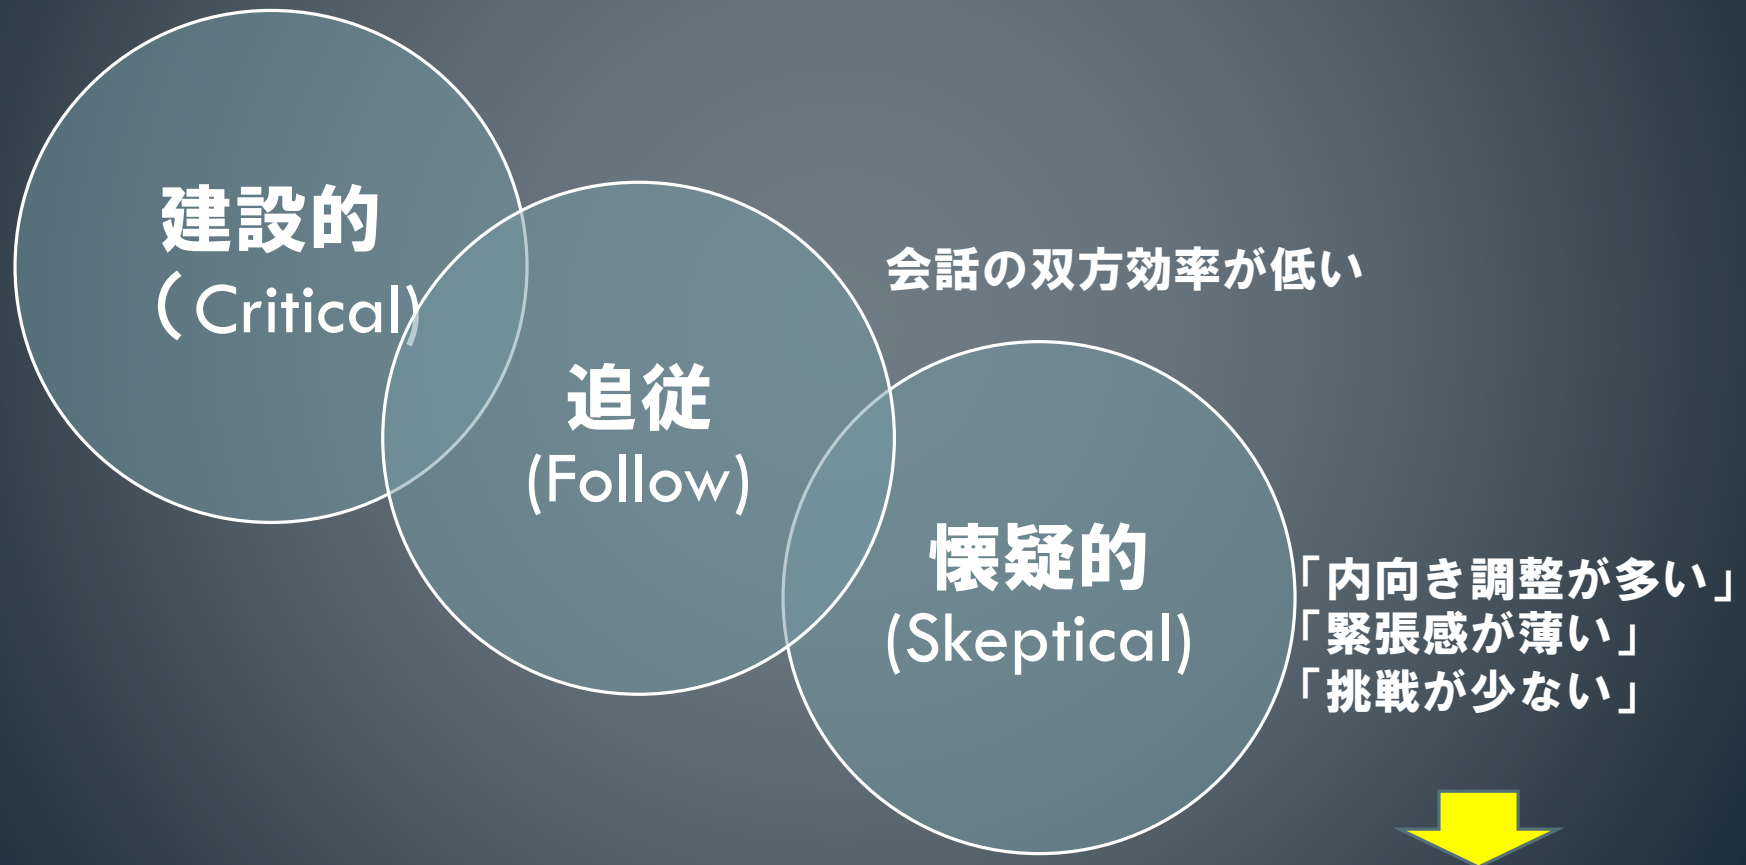 建設的
（Critical)
追従
(Follow)
会話の双方効率が低い
懐疑的
(Skeptical)
「内向き調整が多い」
「緊張感が薄い」
「挑戦が少ない」